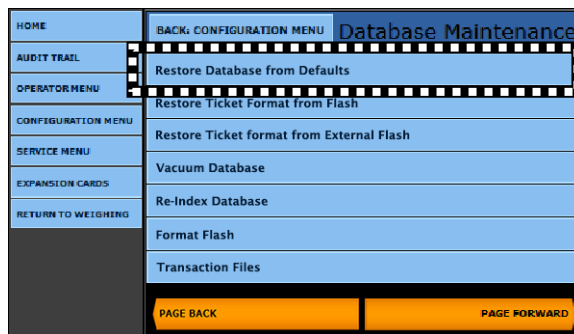 HOME
BACK: CONFIGURATION MENU
Database Maintenance
AUDIT TRAIL
Restore Database from Defaults
OPERATOR MENU
Restore Ticket Format from Flash
CONFIGURATION MENU
Restore Ticket format from External Flash
SERVICE MENU
Vacuum Database
EXPANSION CARDS
Re-Index Database
RETURN TO WEIGHING
Format Flash
Transaction Files
PAGE BACK
PAGE FORWARD